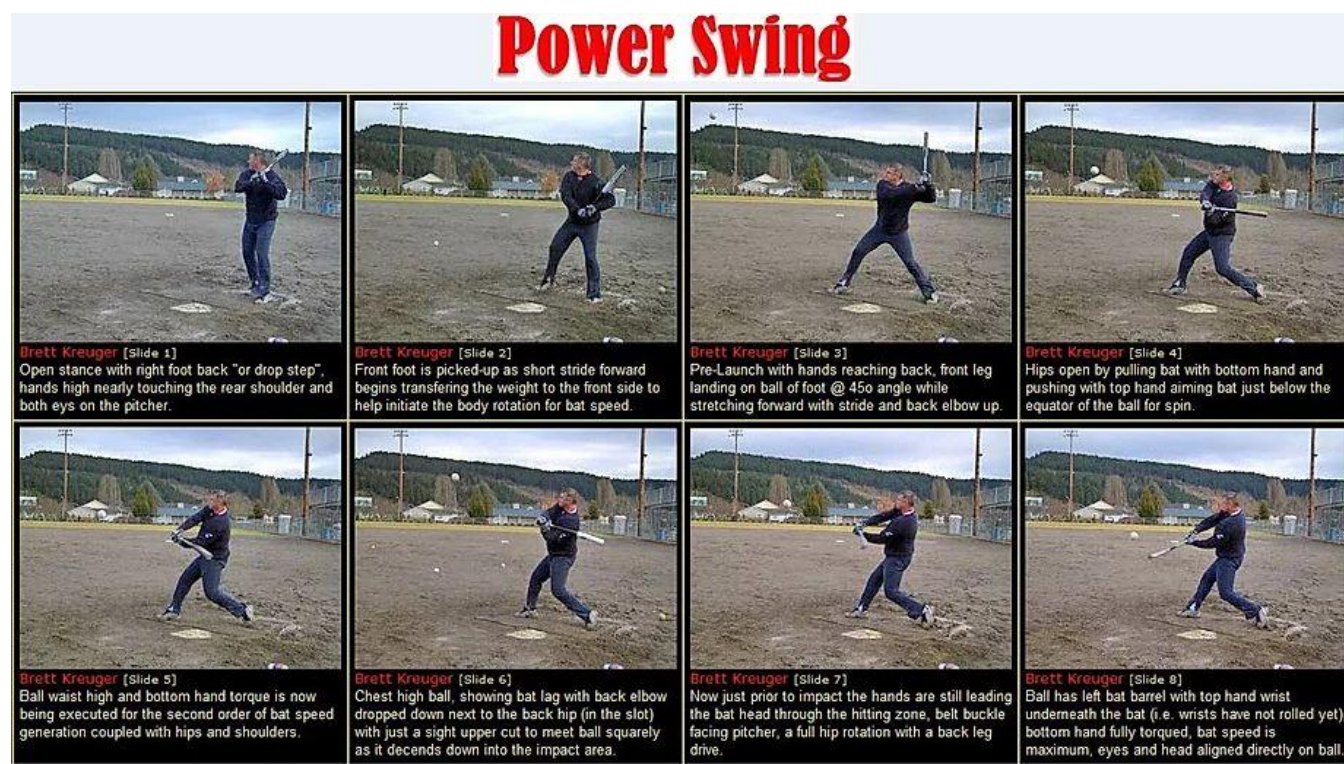 Power Swing
Brett Kreuger [Slide 1]
Open stance with right foot back "or drop step",
hands high nearly touching the rear shoulder and
both eyes on the pitcher.
Brett Kreuger [Slide 2]
Front foot is picked-up as short stride forward
begins transfering the weight to the front side to
help initiate the body rotation for bat speed.
Brett Kreuger [Slide 3]
Pre-Launch with hands reaching back, front leg
landing on ball of foot @ 45o angle while
stretching forward with stride and back elbow up.
Brett Kreuger [Slide 4]
Hips open by pulling bat with bottom hand and
pushing with top hand aiming bat just below the
equator of the ball for spin.
Brett Kreuger [Slide 5]
Ball waist high and bottom hand torque is now
being executed for the second order of bat speed
generation coupled with hips and shoulders.
Brett Kreuger [Slide 6]
Chest high ball, showing bat lag with back elbow
dropped down next to the back hip (in the slot)
with just a sight upper cut to meet ball squarely
as it decends down into the impact area.
Brett Kreuger [Slide 7]
Now just prior to impact the hands are still leading
the bat head through the hitting zone, belt buckle
facing pitcher, a full hip rotation with a back leg
drive.
Brett Kreuger [Slide 8]
Ball has left bat barrel with top hand wrist
underneath the bat (i.e. wrists have not rolled yet)
bottom hand fully torqued, bat speed is
maximum, eyes and head aligned directly on ball.